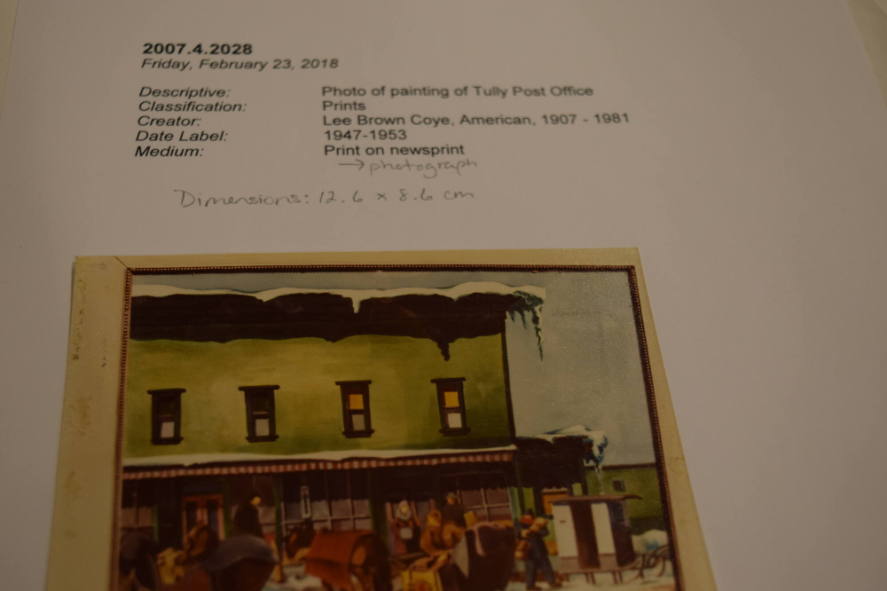 2007.4.2028
Friday, February 23, 2018
Descriptive: Photo of painting of Tully Post Office
Classification: Prints
Creator: Lee Brown Coye, American, 1907 - 1981
Date Label: 1947-1953
Medium: Print on newsprint
→ photograph
Dimensions: 12.6 x 8.6 cm